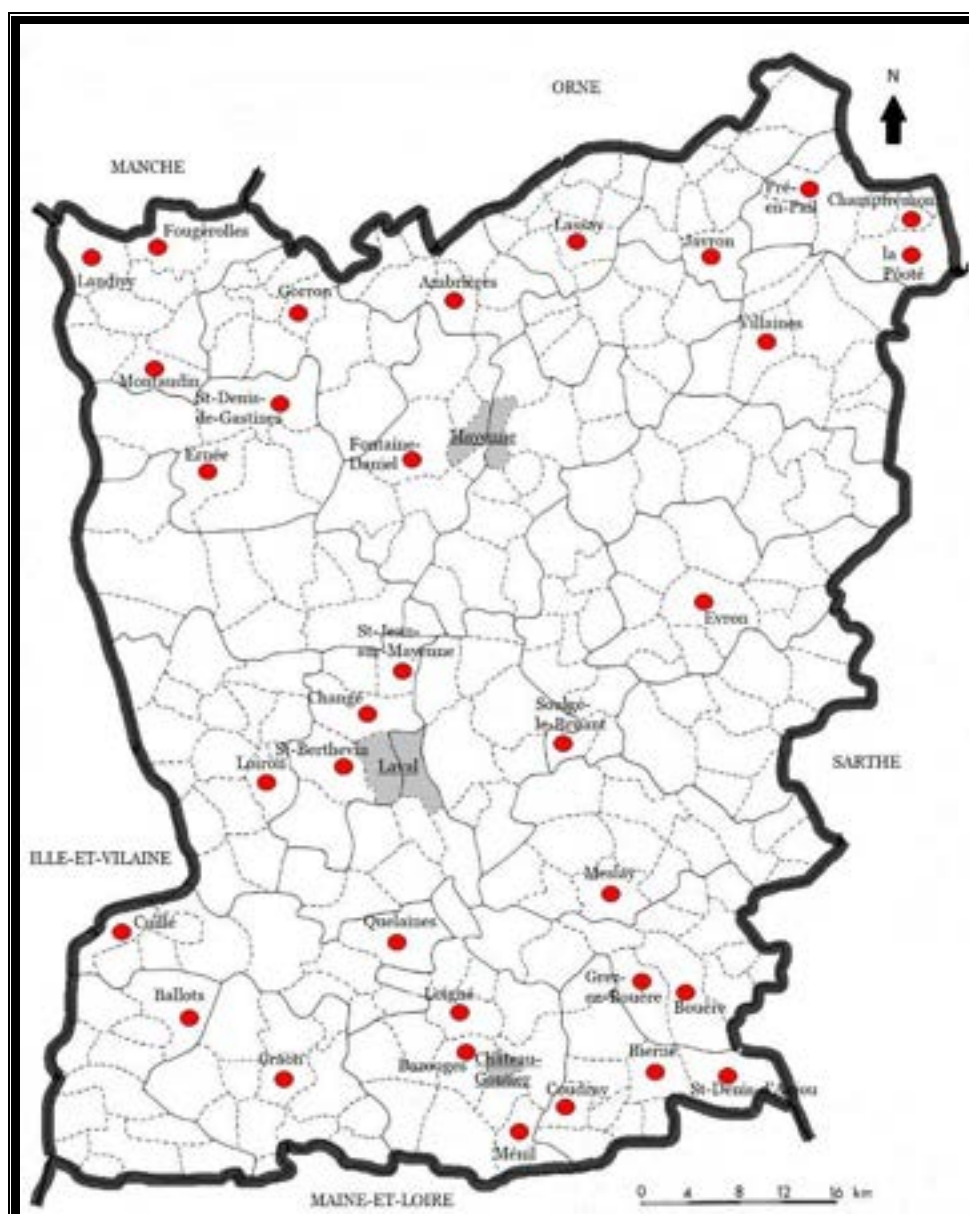 ORNE
N
MANCHE
Pré-
en-Pail
Champfrémont
Fougerolles
Lassay
Javron
la
Pôoté
Landivy
Gorron
Ambrières
Villaines
Montaudin
St-Denis-
de-Gastines
Mayenne
Fontaine-
Daniel
Ernée
Evron
St-Jean-
sur-Mayenne
Changé
Soulgé-
le-Bruant
St-Berthevin
Laval
Loiron
SARTHE
ILLE-ET-VILAINE
Meslay
Cuillé
Quelaines
Ballots
Loigné
Grez-
en-Bouère
Bouère
Craon
Bazouges
Château-
Gontier
Bierné
Coudray
St-Denis-d'Anjou
Ménil
MAINE-ET-LOIRE
0 4 8 12 16 km